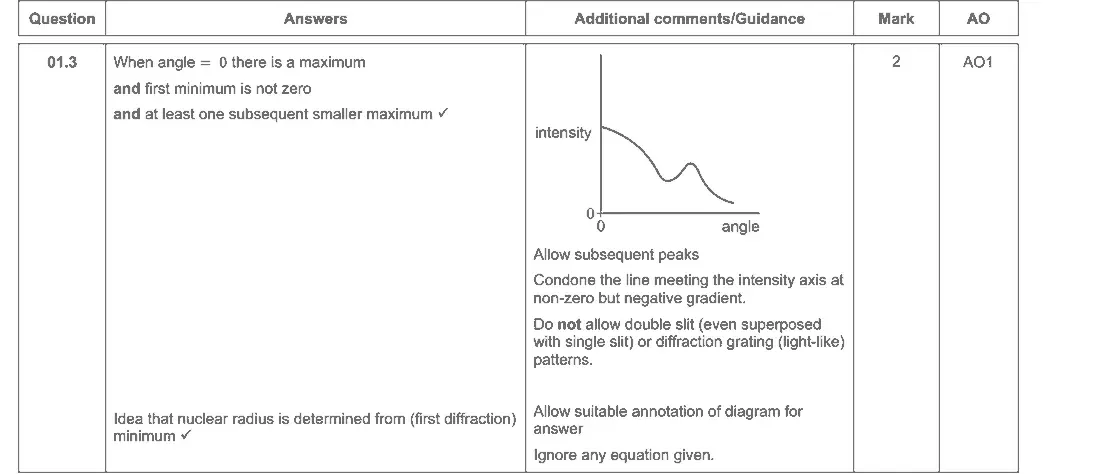 Question Answers Additional comments/Guidance Mark AO
01.3 When angle = 0 there is a maximum 2 AO1
and first minimum is not zero
and at least one subsequent smaller maximum ✓
intensity
0
0 angle
Allow subsequent peaks
Condone the line meeting the intensity axis at
non-zero but negative gradient.
Do not allow double slit (even superposed
with single slit) or diffraction grating (light-like)
patterns.
Idea that nuclear radius is determined from (first diffraction)
minimum ✓
Allow suitable annotation of diagram for
answer
Ignore any equation given.